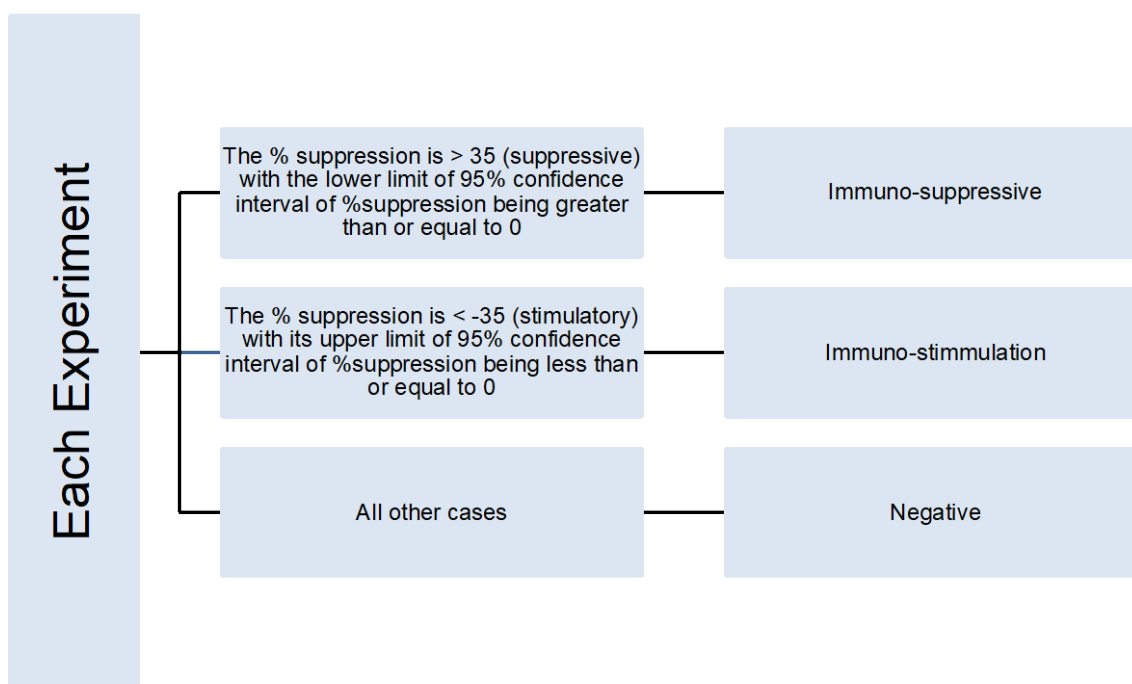 Each Experiment
The % suppression is > 35 (suppressive)
with the lower limit of 95% confidence
interval of %suppression being greater
than or equal to 0
Immuno-suppressive
The % suppression is < -35 (stimulatory)
with its upper limit of 95% confidence
interval of %suppression being less than
or equal to 0
Immuno-stimmulation
All other cases
Negative